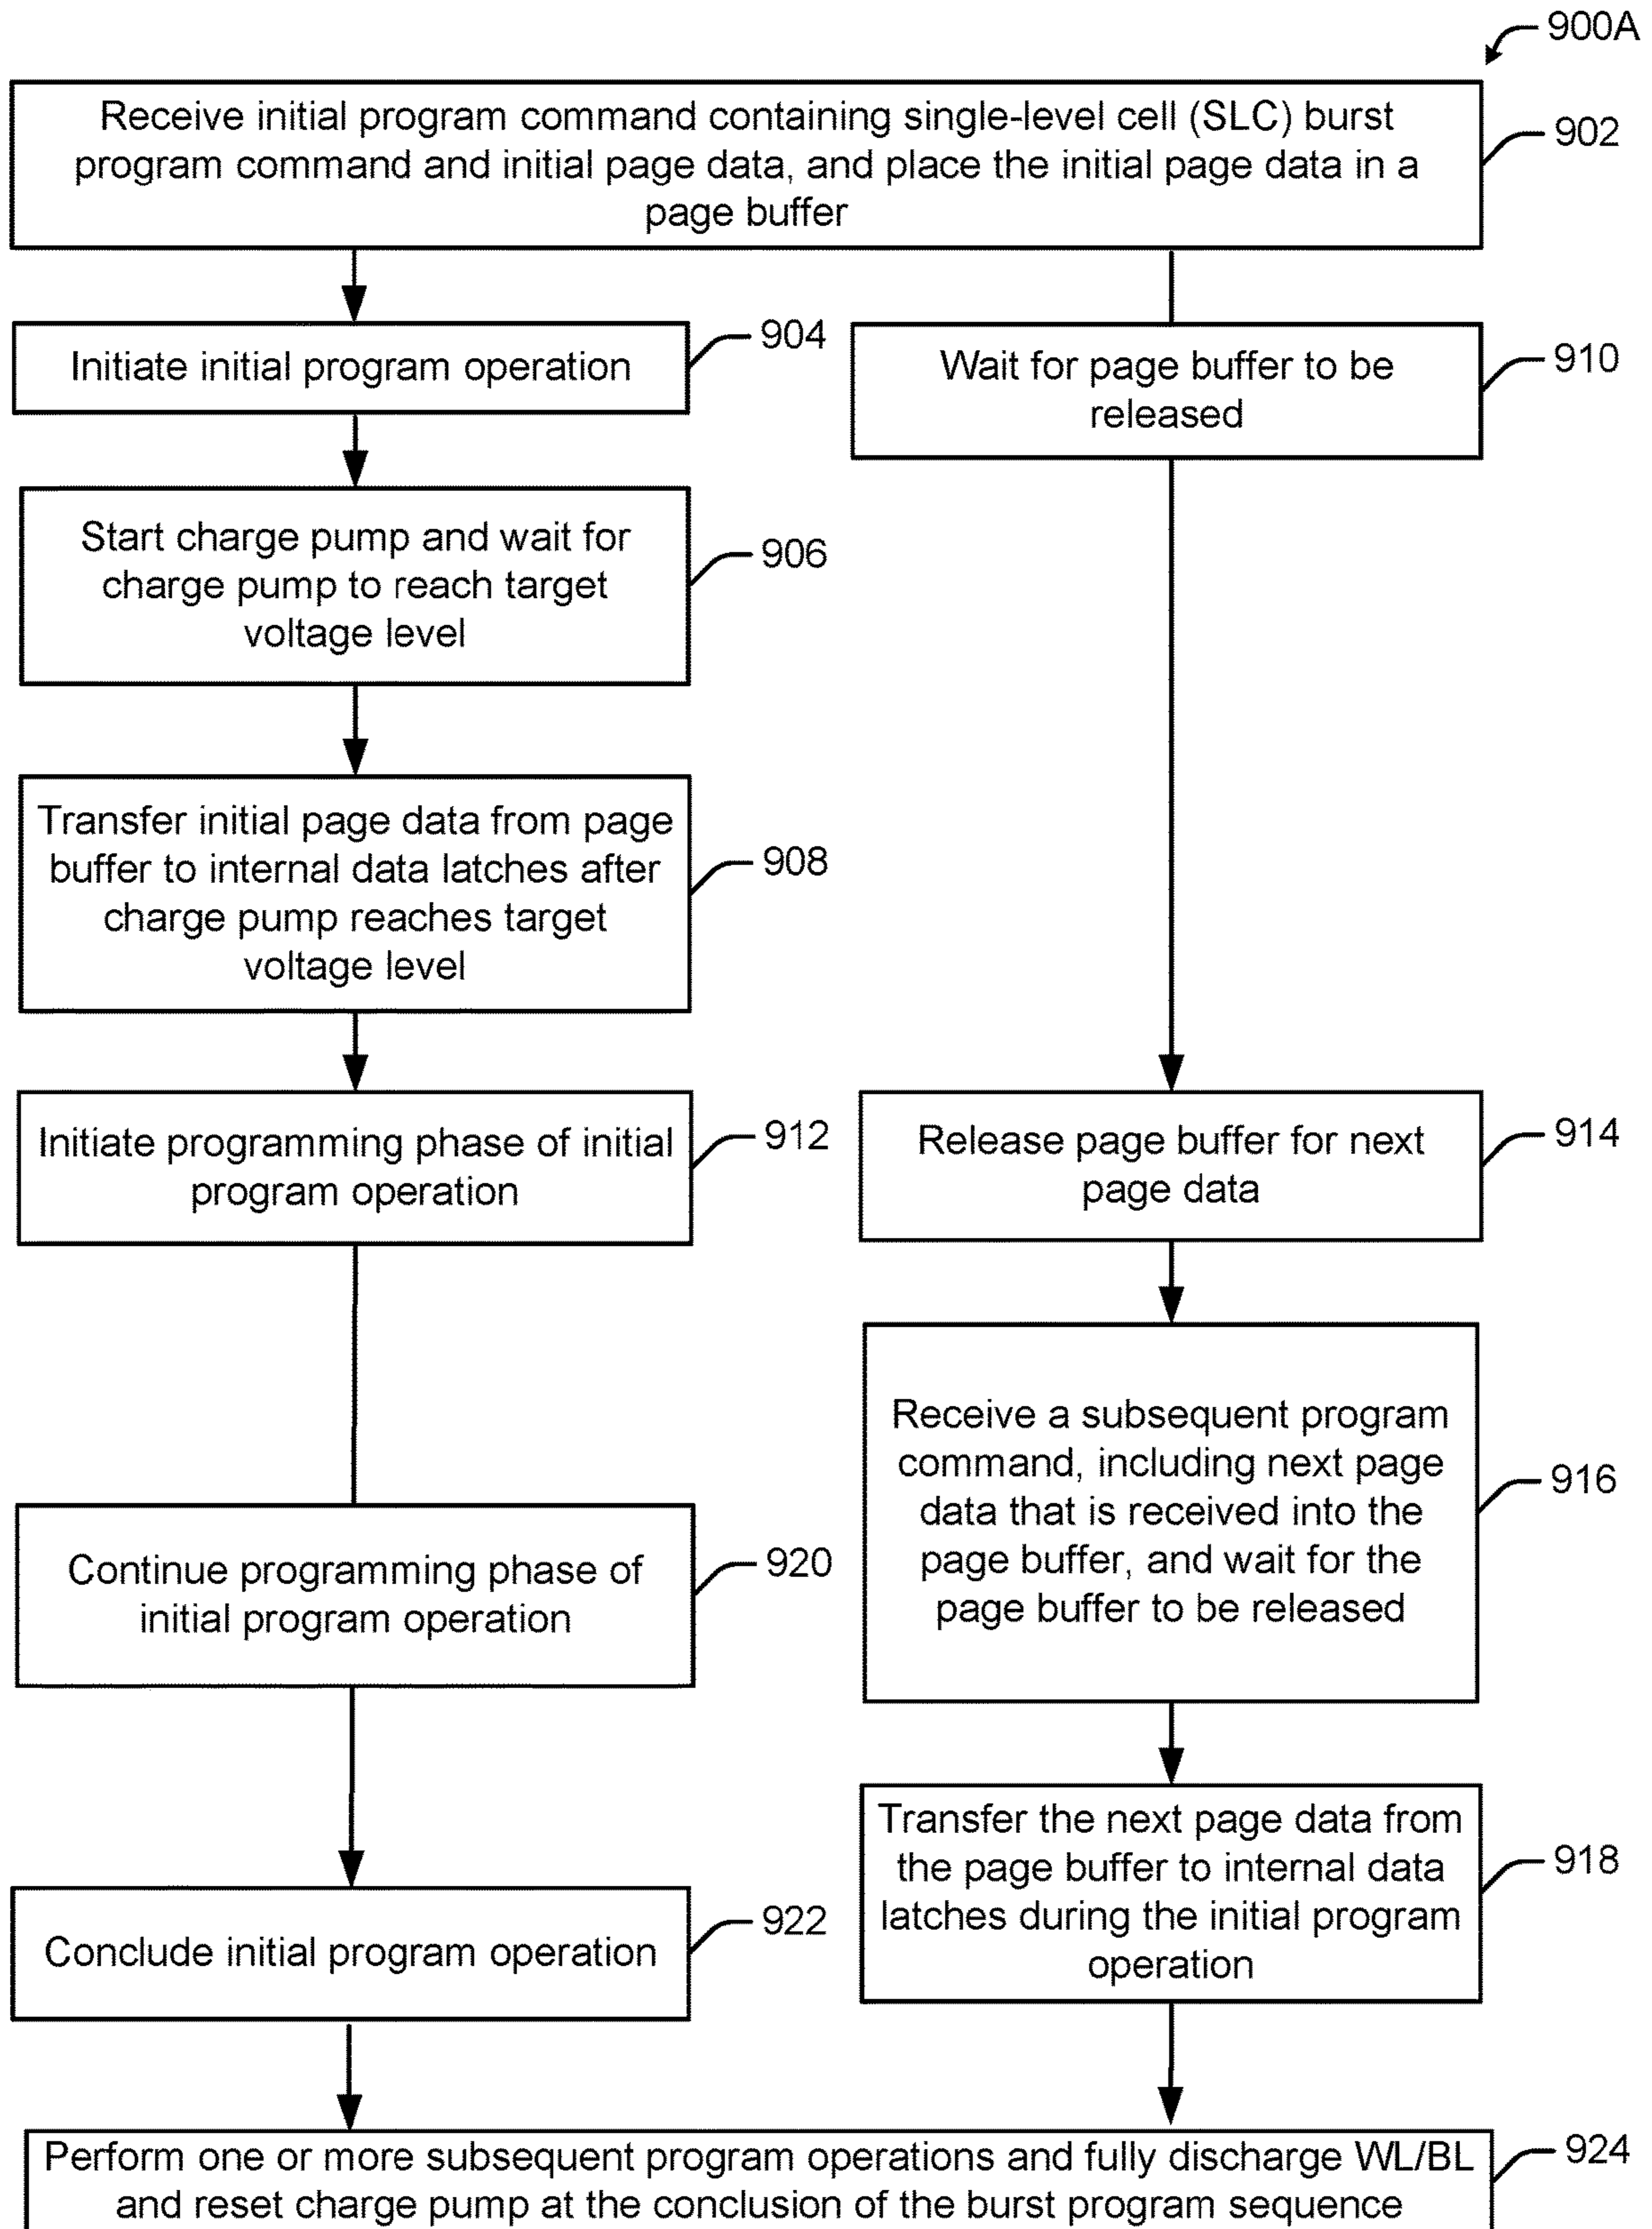 900A
Receive initial program command containing single-level cell (SLC) burst
program command and initial page data, and place the initial page data in a
page buffer
902
Initiate initial program operation
904
Wait for page buffer to be
released
910
Start charge pump and wait for
charge pump to reach target
voltage level
906
Transfer initial page data from page
buffer to internal data latches after
charge pump reaches target
voltage level
908
Initiate programming phase of initial
program operation
912
Release page buffer for next
page data
914
Receive a subsequent program
command, including next page
data that is received into the
page buffer, and wait for the
page buffer to be released
916
Continue programming phase of
initial program operation
920
Transfer the next page data from
the page buffer to internal data
latches during the initial program
operation
918
Conclude initial program operation
922
Perform one or more subsequent program operations and fully discharge WL/BL
and reset charge pump at the conclusion of the burst program sequence
924